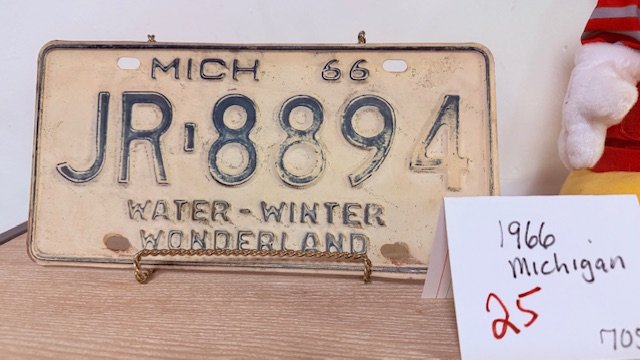 MICH 66
JR-8894
WATER-WINTER
WONDERLAND
1966
Michigan
25